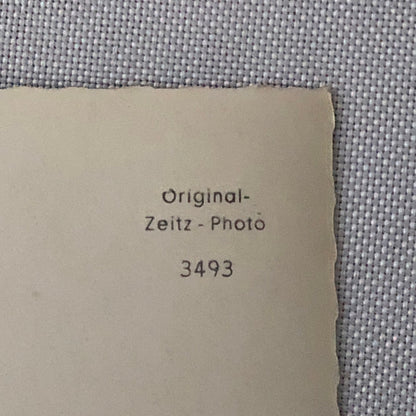 Original-
Zeitz - Photo
3493